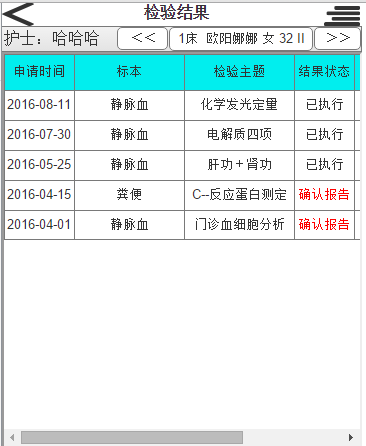 检验结果
护士：哈哈哈 << 1床 欧阳娜娜 女 32 II >>
申请时间 标本 检验主题 结果状态
2016-08-11 静脉血 化学发光定量 已执行
2016-07-30 静脉血 电解质四项 已执行
2016-05-25 静脉血 肝功＋肾功 已执行
2016-04-15 粪便 C--反应蛋白测定 确认报告
2016-04-01 静脉血 门诊血细胞分析 确认报告